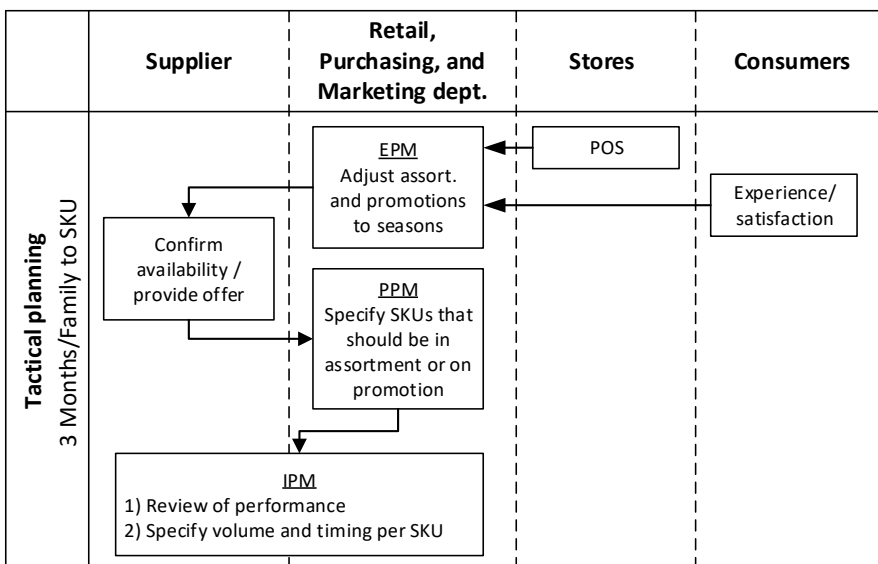 Supplier
Retail,
Purchasing, and
Marketing dept.
Stores
Consumers
Tactical planning
3 Months/Family to SKU
EPM
Adjust assort.
and promotions
to seasons
POS
Experience/
satisfaction
Confirm
availability /
provide offer
PPM
Specify SKUs that
should be in
assortment or on
promotion
IPM
1) Review of performance
2) Specify volume and timing per SKU